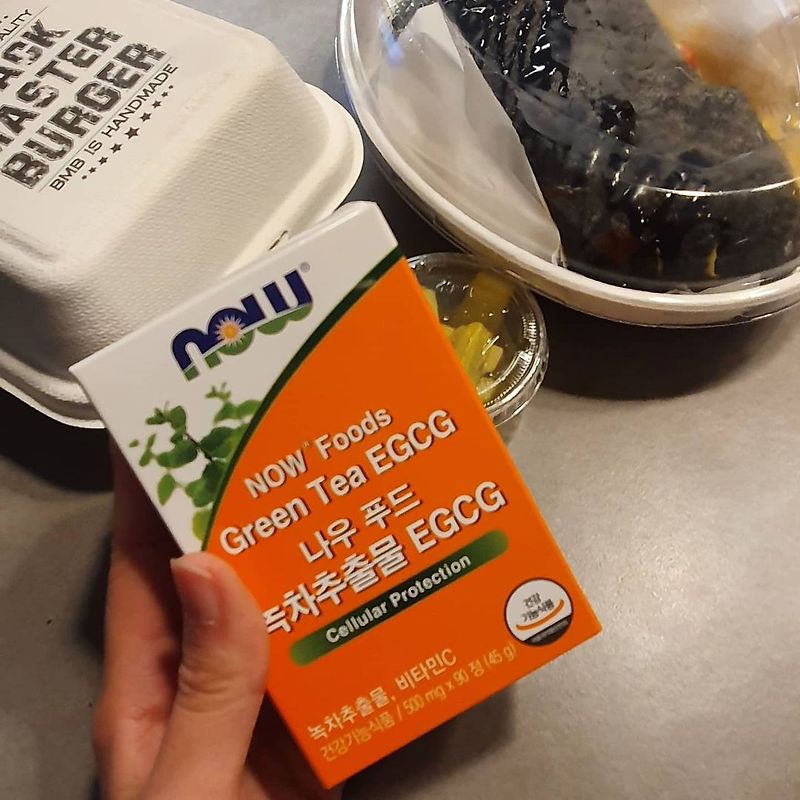 ALITY
ACK
MASTER
BURGER
BMB IS HANDMADE
NOW®
NOW® Foods
Green Tea EGCG
나우 푸드
녹차추출물 EGCG
Cellular Protection
건강
기능식품
녹차추출물, 비타민C
건강기능식품 / 500 mg x 90 정 (45 g)